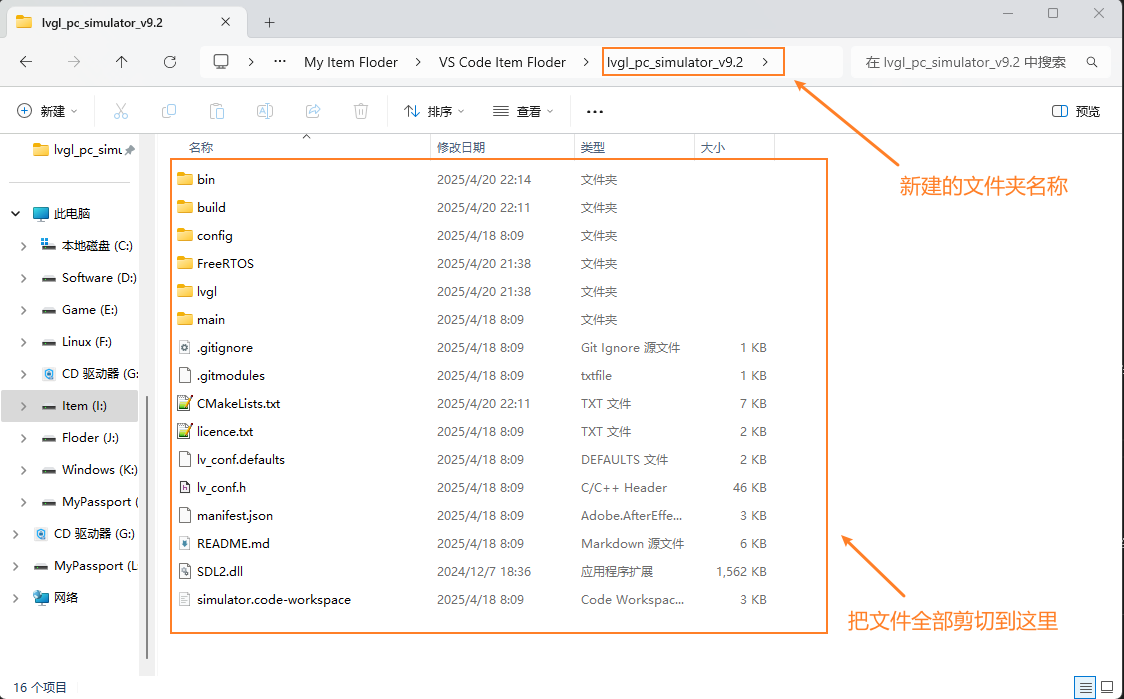 lvgl_pc_simulator_v9.2
My Item Floder
VS Code Item Floder
lvgl_pc_simulator_v9.2
在 lvgl_pc_simulator_v9.2 中搜索
新建
排序
查看
预览
lvgl_pc_simu
名称 修改日期 类型 大小
新建的文件夹名称
此电脑
本地磁盘 (C:)
Software (D:)
Game (E:)
Linux (F:)
CD 驱动器 (G:
Item (I:)
Floder (J:)
Windows (K:)
MyPassport (
CD 驱动器 (G:)
MyPassport (L
网络
bin 2025/4/20 22:14 文件夹
build 2025/4/20 22:11 文件夹
config 2025/4/18 8:09 文件夹
FreeRTOS 2025/4/20 21:38 文件夹
lvgl 2025/4/20 21:38 文件夹
main 2025/4/18 8:09 文件夹
.gitignore 2025/4/18 8:09 Git Ignore 源文件 1 KB
.gitmodules 2025/4/18 8:09 txtfile 1 KB
CMakeLists.txt 2025/4/20 22:11 TXT 文件 7 KB
licence.txt 2025/4/18 8:09 TXT 文件 2 KB
lv_conf.defaults 2025/4/18 8:09 DEFAULTS 文件 2 KB
lv_conf.h 2025/4/18 8:09 C/C++ Header 46 KB
manifest.json 2025/4/18 8:09 Adobe.AfterEffe... 3 KB
README.md 2025/4/18 8:09 Markdown 源文件 6 KB
SDL2.dll 2024/12/7 18:36 应用程序扩展 1,562 KB
simulator.code-workspace 2025/4/18 8:09 Code Workspac... 3 KB
把文件全部剪切到这里
16 个项目